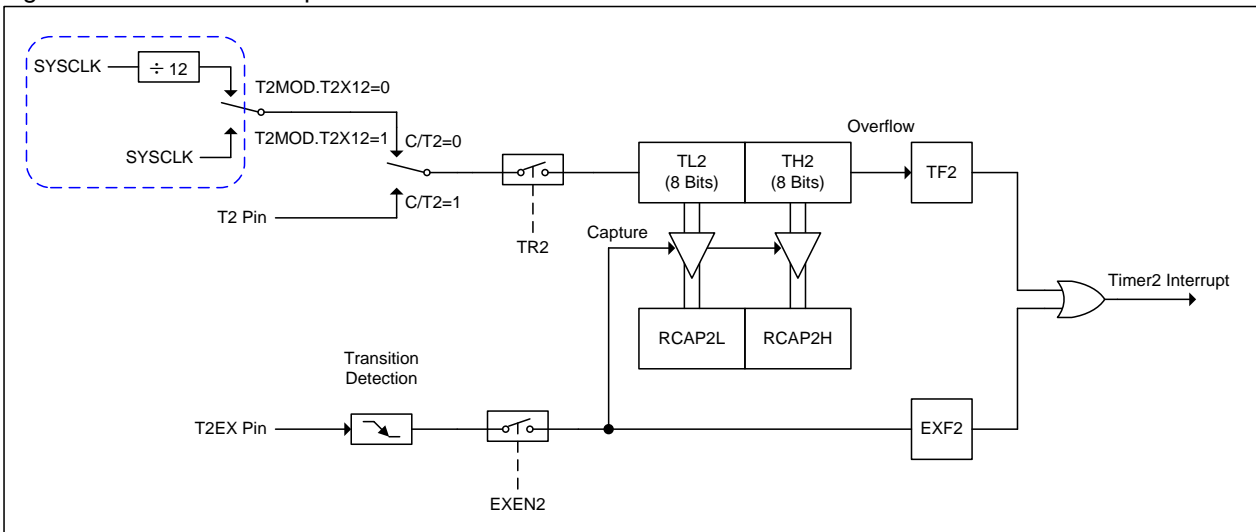 SYSCLK
÷ 12
T2MOD.T2X12=0
T2MOD.T2X12=1
SYSCLK
C/T2=0
C/T2=1
T2 Pin
TR2
TL2
(8 Bits)
TH2
(8 Bits)
Overflow
TF2
Capture
RCAP2L
RCAP2H
Timer2 Interrupt
Transition
Detection
T2EX Pin
EXEN2
EXF2